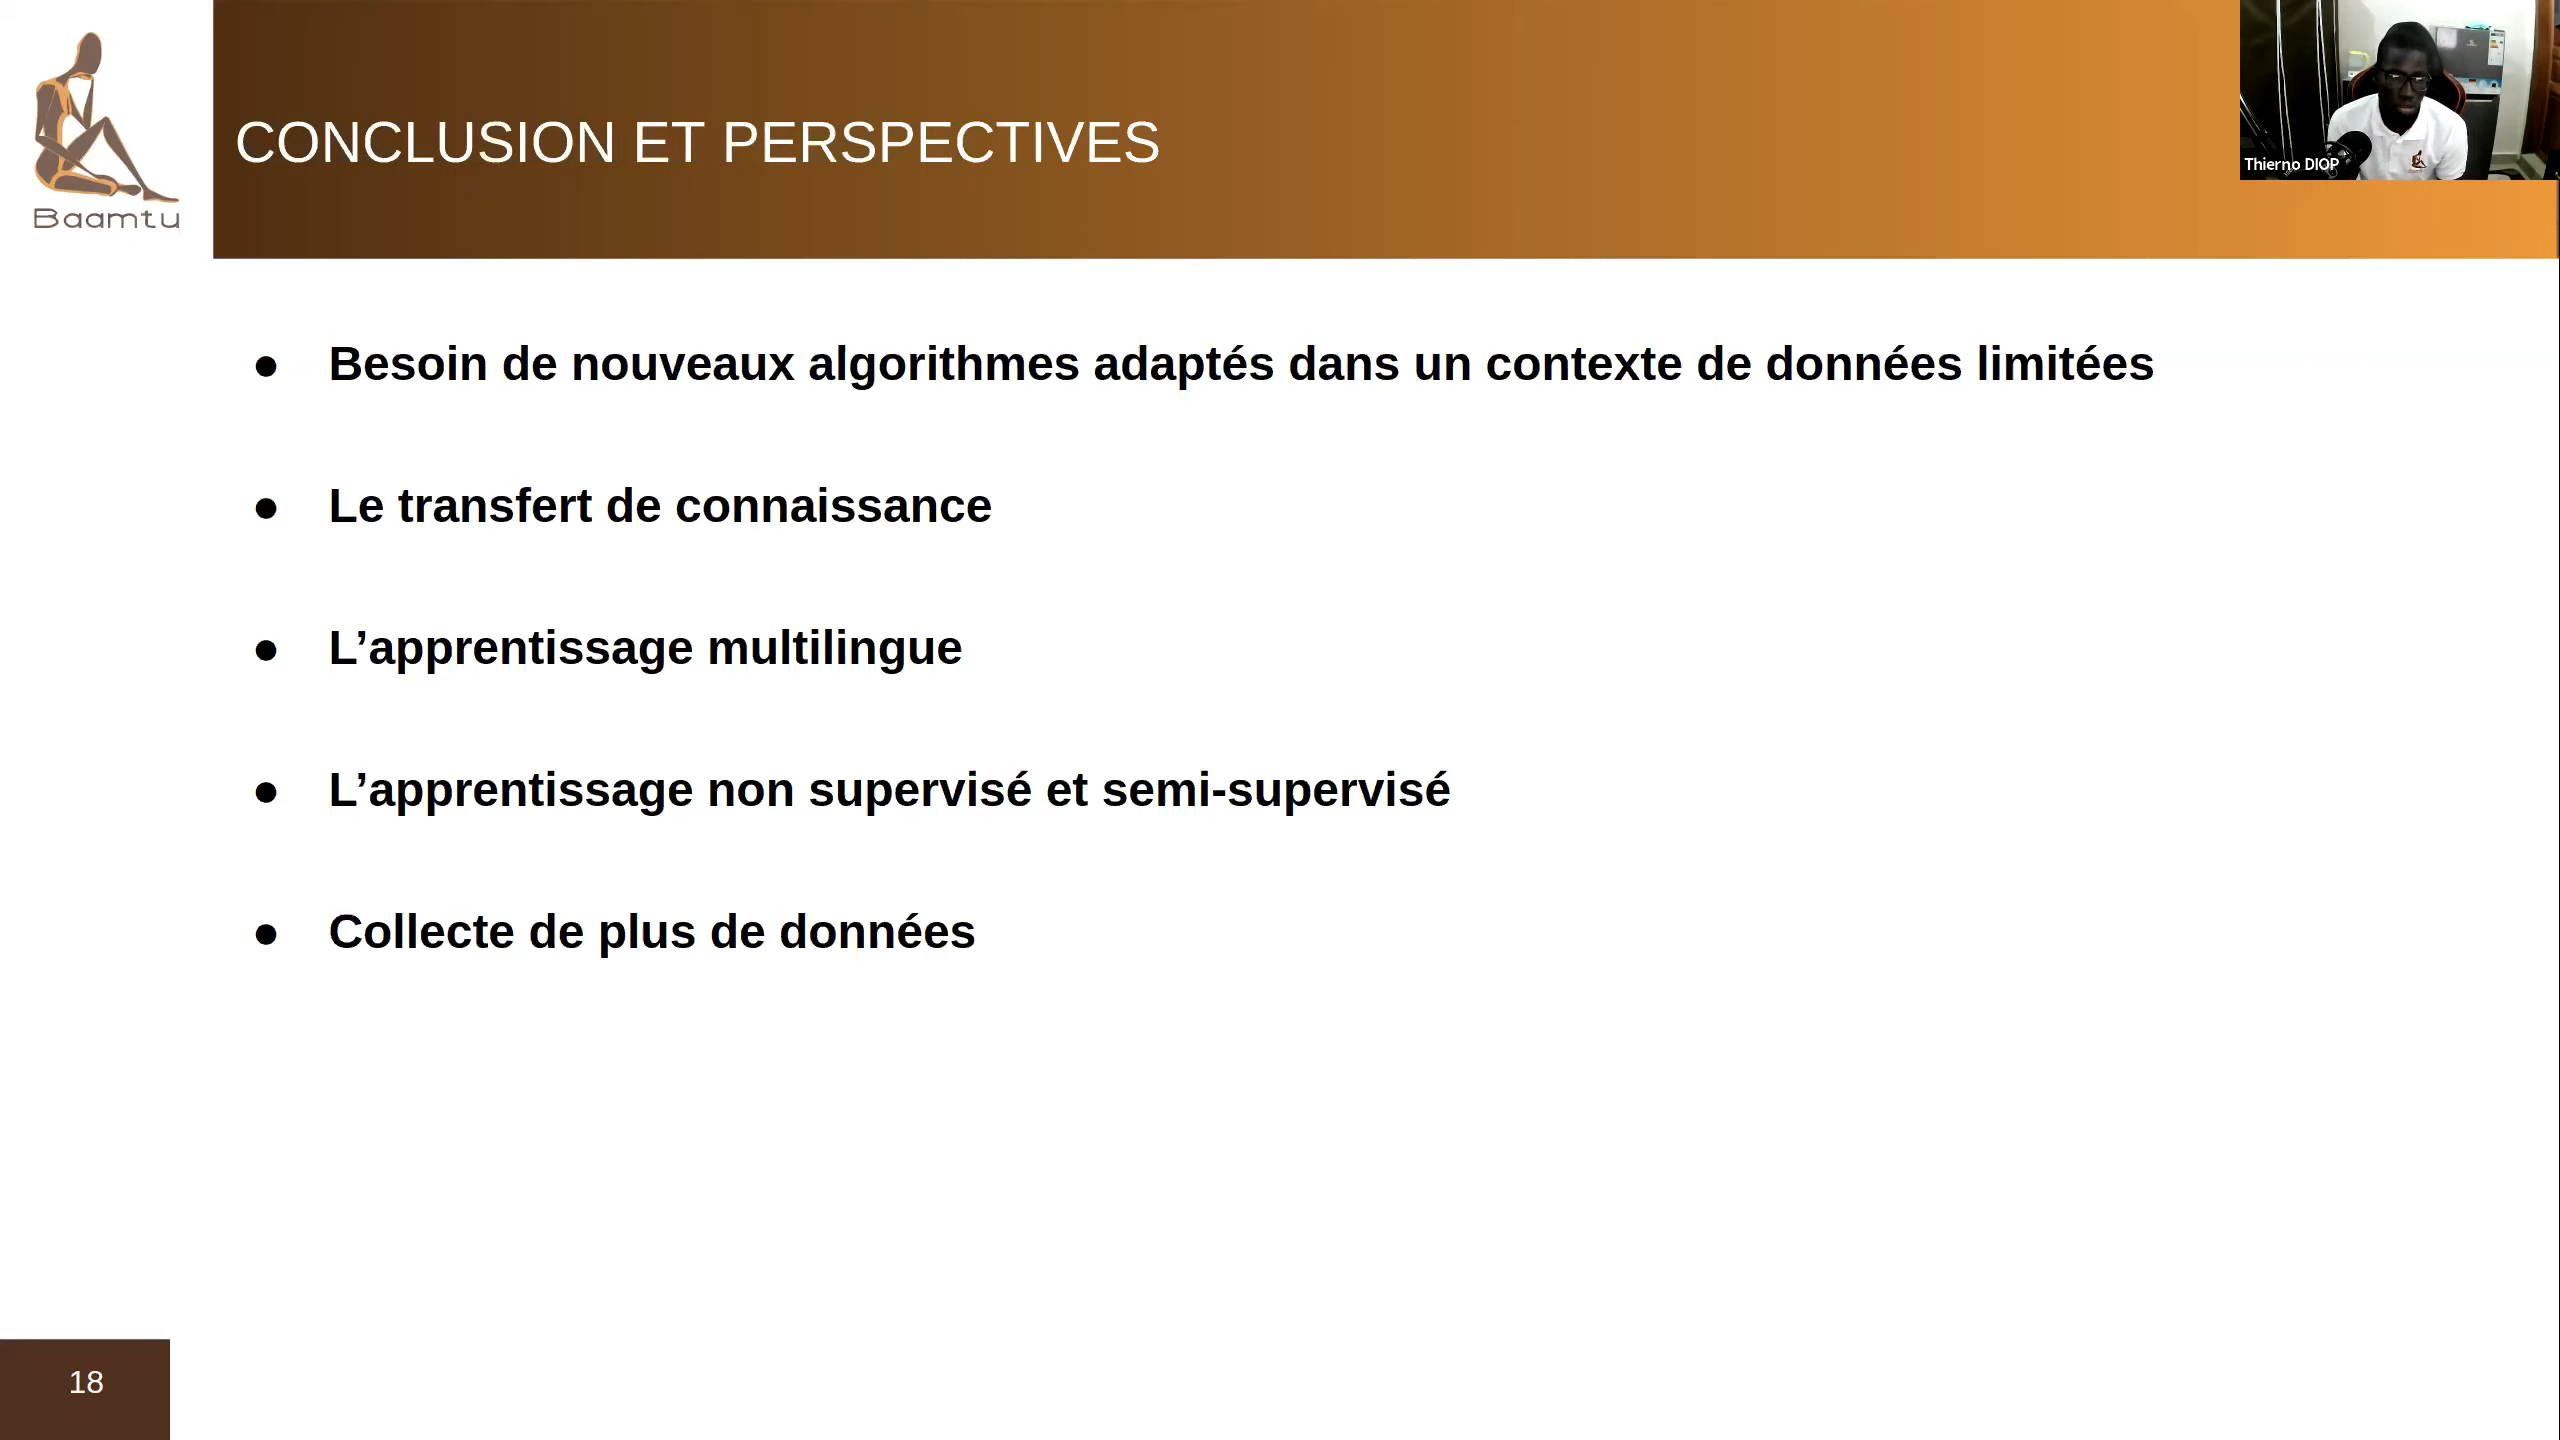 Baamtu
CONCLUSION ET PERSPECTIVES
Thierno DIOP
● Besoin de nouveaux algorithmes adaptés dans un contexte de données limitées
● Le transfert de connaissance
● L’apprentissage multilingue
● L’apprentissage non supervisé et semi-supervisé
● Collecte de plus de données
18